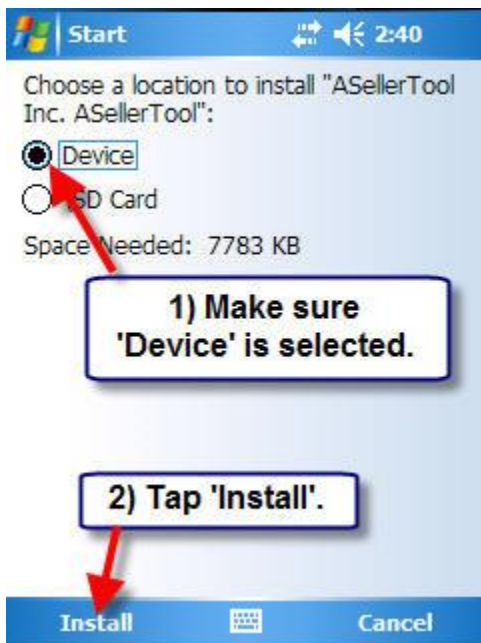 Start 2:40
Choose a location to install "ASellerTool
Inc. ASellerTool":
Device
SD Card
Space Needed: 7783 KB
1) Make sure
'Device' is selected.
2) Tap 'Install'.
Install Cancel